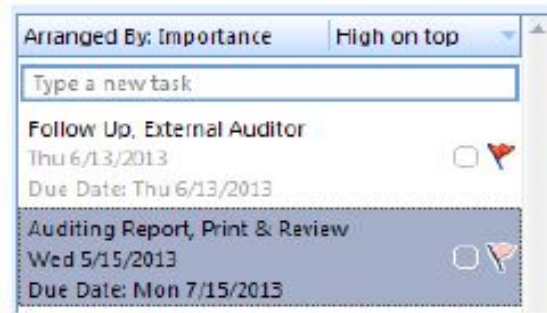 Arranged By: Importance High on top
Type a new task
Follow Up, External Auditor
Thu 6/13/2013
Due Date: Thu 6/13/2013
Auditing Report, Print & Review
Wed 5/15/2013
Due Date: Mon 7/15/2013